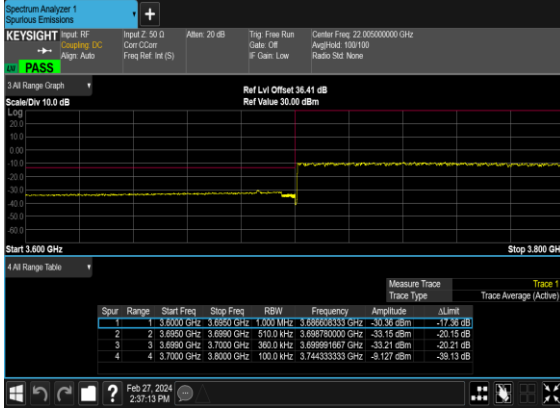 Spectrum Analyzer 1
Spurious Emissions
+
KEYSIGHT Input: RF Input Z: 50 Ω Atten: 20 dB Trig: Free Run Center Freq: 22.005000000 GHz
Coupling: DC Corr CCorr Gate: Off Avg|Hold: 100/100
Align: Auto Freq Ref: Int (S) IF Gain: Low Radio Std: None
LXI PASS
3 All Range Graph Ref Lvl Offset 36.41 dB
Scale/Div 10.0 dB Ref Value 30.00 dBm
Log
20.0
10.0
0.00
-10.0
-20.0
-30.0
-40.0
-50.0
-60.0
Start 3.600 GHz Stop 3.800 GH
4 All Range Table
Measure Trace Trace 1
Trace Type Trace Average (Active)
Spur Range Start Freq Stop Freq RBW Frequency Amplitude ΔLimit
1 1 3.6000 GHz 3.6950 GHz 1.000 MHz 3.686608333 GHz -30.36 dBm -17.36 dB
2 2 3.6950 GHz 3.6990 GHz 510.0 kHz 3.698780000 GHz -33.15 dBm -20.15 dB
3 3 3.6990 GHz 3.7000 GHz 360.0 kHz 3.699991667 GHz -33.21 dBm -20.21 dB
4 4 3.7000 GHz 3.8000 GHz 100.0 kHz 3.744333333 GHz -9.127 dBm -39.13 dB
? Feb 27, 2024
2:37:13 PM